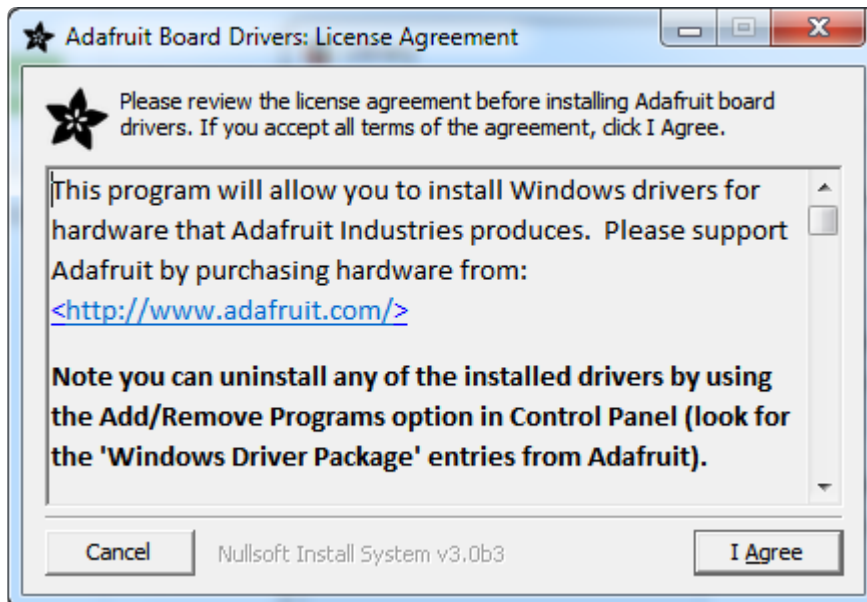 Adafruit Board Drivers: License Agreement
Please review the license agreement before installing Adafruit board
drivers. If you accept all terms of the agreement, click I Agree.
This program will allow you to install Windows drivers for
hardware that Adafruit Industries produces.  Please support
Adafruit by purchasing hardware from:
<http://www.adafruit.com/>
Note you can uninstall any of the installed drivers by using
the Add/Remove Programs option in Control Panel (look for
the 'Windows Driver Package' entries from Adafruit).
Cancel Nullsoft Install System v3.0b3 I Agree